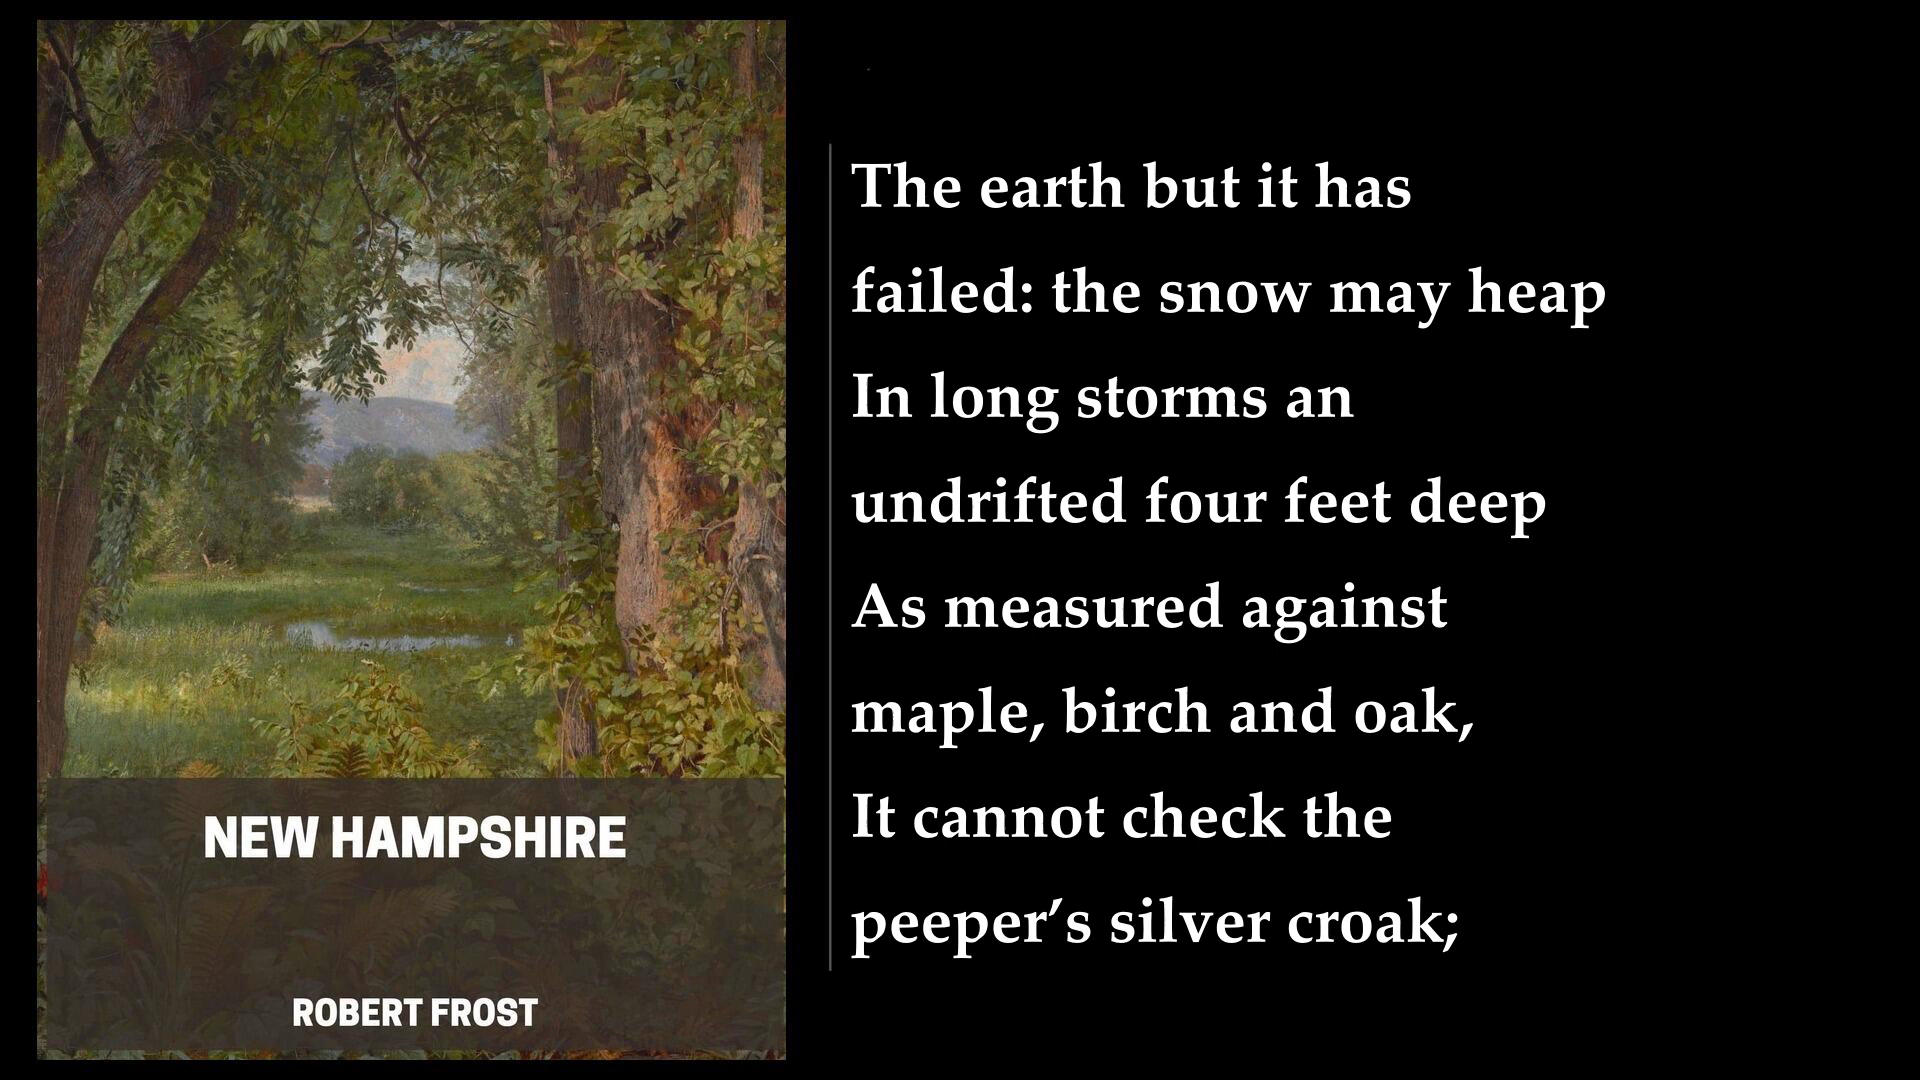 NEW HAMPSHIRE
ROBERT FROST
The earth but it has
failed: the snow may heap
In long storms an
undrifted four feet deep
As measured against
maple, birch and oak,
It cannot check the
peeper’s silver croak;